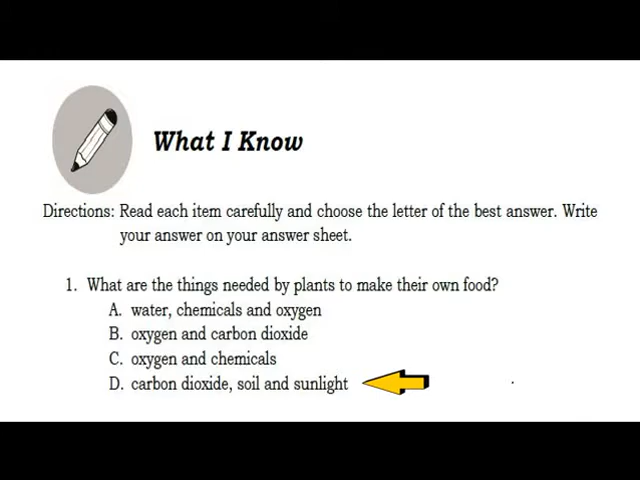 What I Know
Directions: Read each item carefully and choose the letter of the best answer. Write
your answer on your answer sheet.
1. What are the things needed by plants to make their own food?
A. water, chemicals and oxygen
B. oxygen and carbon dioxide
C. oxygen and chemicals
D. carbon dioxide, soil and sunlight